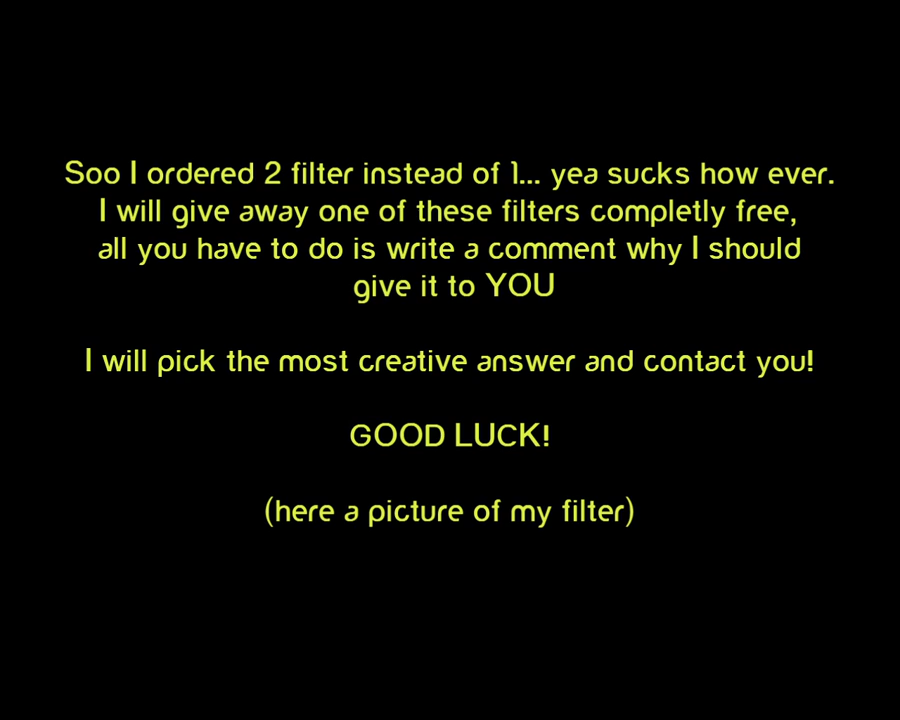 Soo I ordered 2 filter instead of 1... yea sucks how ever.
I will give away one of these filters completly free,
all you have to do is write a comment why I should
give it to YOU
I will pick the most creative answer and contact you!
GOOD LUCK!
(here a picture of my filter)